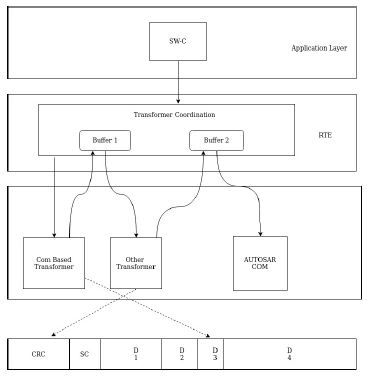 SW-C
Application Layer
Transformer Coordination
Buffer 1
Buffer 2
RTE
Com Based
Transformer
Other
Transformer
AUTOSAR
COM
CRC
SC
D
1
D
2
D
3
D
4